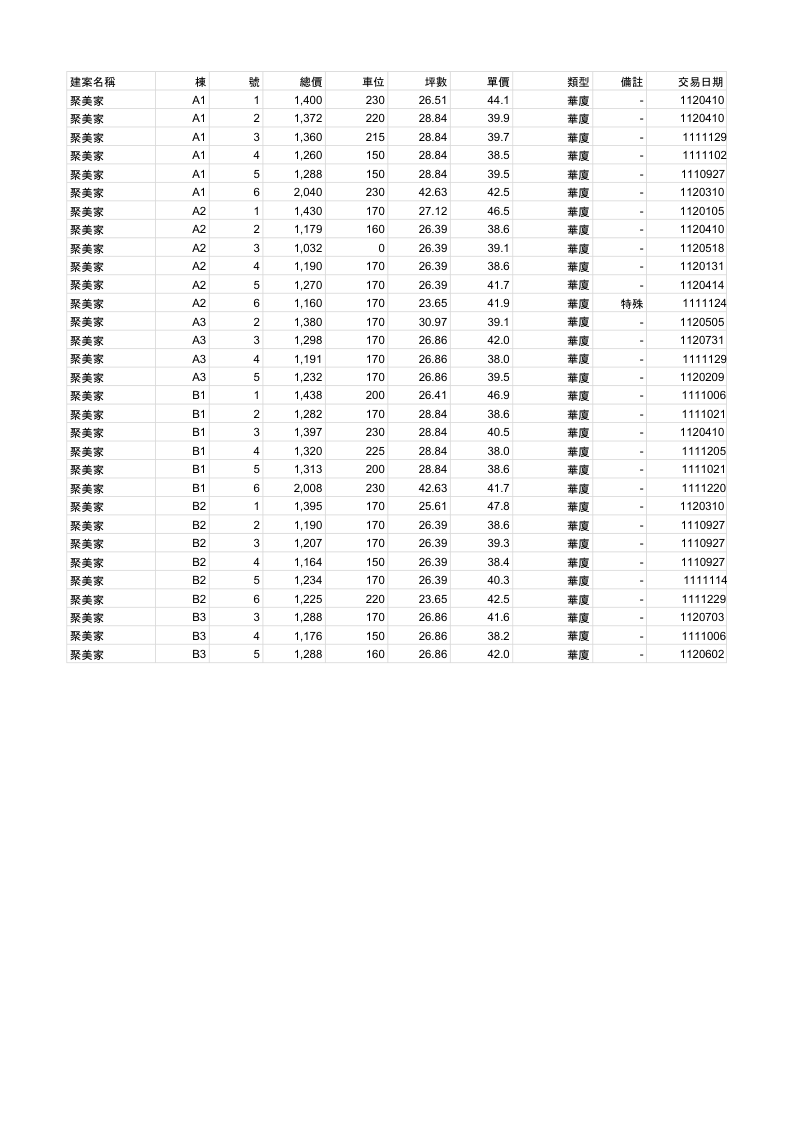 建案名稱 棟 號 總價 車位 坪數 單價 類型 備註 交易日期
聚美家 A1 1 1,400 230 26.51 44.1 華廈 - 1120410
聚美家 A1 2 1,372 220 28.84 39.9 華廈 - 1120410
聚美家 A1 3 1,360 215 28.84 39.7 華廈 - 1111129
聚美家 A1 4 1,260 150 28.84 38.5 華廈 - 1111102
聚美家 A1 5 1,288 150 28.84 39.5 華廈 - 1110927
聚美家 A1 6 2,040 230 42.63 42.5 華廈 - 1120310
聚美家 A2 1 1,430 170 27.12 46.5 華廈 - 1120105
聚美家 A2 2 1,179 160 26.39 38.6 華廈 - 1120410
聚美家 A2 3 1,032 0 26.39 39.1 華廈 - 1120518
聚美家 A2 4 1,190 170 26.39 38.6 華廈 - 1120131
聚美家 A2 5 1,270 170 26.39 41.7 華廈 - 1120414
聚美家 A2 6 1,160 170 23.65 41.9 華廈 特殊 1111124
聚美家 A3 2 1,380 170 30.97 39.1 華廈 - 1120505
聚美家 A3 3 1,298 170 26.86 42.0 華廈 - 1120731
聚美家 A3 4 1,191 170 26.86 38.0 華廈 - 1111129
聚美家 A3 5 1,232 170 26.86 39.5 華廈 - 1120209
聚美家 B1 1 1,438 200 26.41 46.9 華廈 - 1111006
聚美家 B1 2 1,282 170 28.84 38.6 華廈 - 1111021
聚美家 B1 3 1,397 230 28.84 40.5 華廈 - 1120410
聚美家 B1 4 1,320 225 28.84 38.0 華廈 - 1111205
聚美家 B1 5 1,313 200 28.84 38.6 華廈 - 1111021
聚美家 B1 6 2,008 230 42.63 41.7 華廈 - 1111220
聚美家 B2 1 1,395 170 25.61 47.8 華廈 - 1120310
聚美家 B2 2 1,190 170 26.39 38.6 華廈 - 1110927
聚美家 B2 3 1,207 170 26.39 39.3 華廈 - 1110927
聚美家 B2 4 1,164 150 26.39 38.4 華廈 - 1110927
聚美家 B2 5 1,234 170 26.39 40.3 華廈 - 1111114
聚美家 B2 6 1,225 220 23.65 42.5 華廈 - 1111229
聚美家 B3 3 1,288 170 26.86 41.6 華廈 - 1120703
聚美家 B3 4 1,176 150 26.86 38.2 華廈 - 1111006
聚美家 B3 5 1,288 160 26.86 42.0 華廈 - 1120602